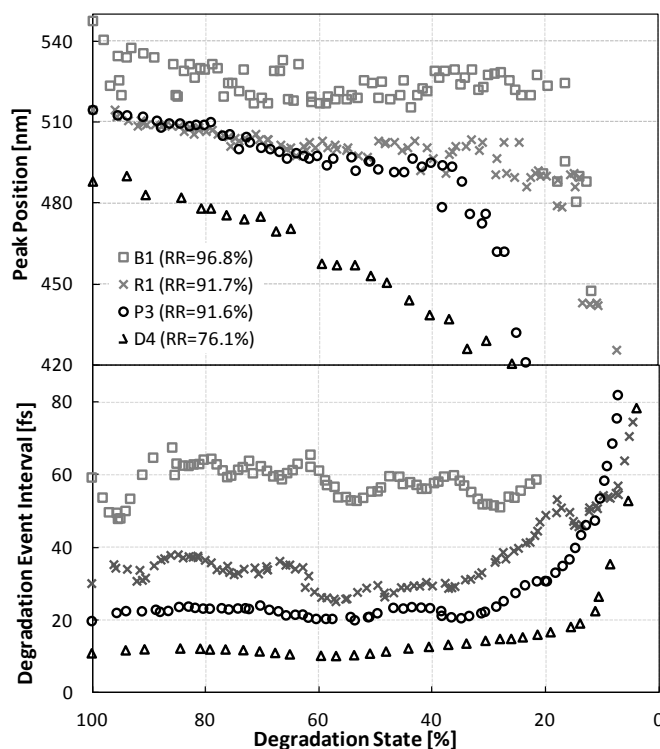 Peak Position [nm]
540
510
480
450
420
B1 (RR=96.8%)
R1 (RR=91.7%)
P3 (RR=91.6%)
D4 (RR=76.1%)
Degradation Event Interval [fs]
80
60
40
20
0
100 80 60 40 20 0
Degradation State [%]